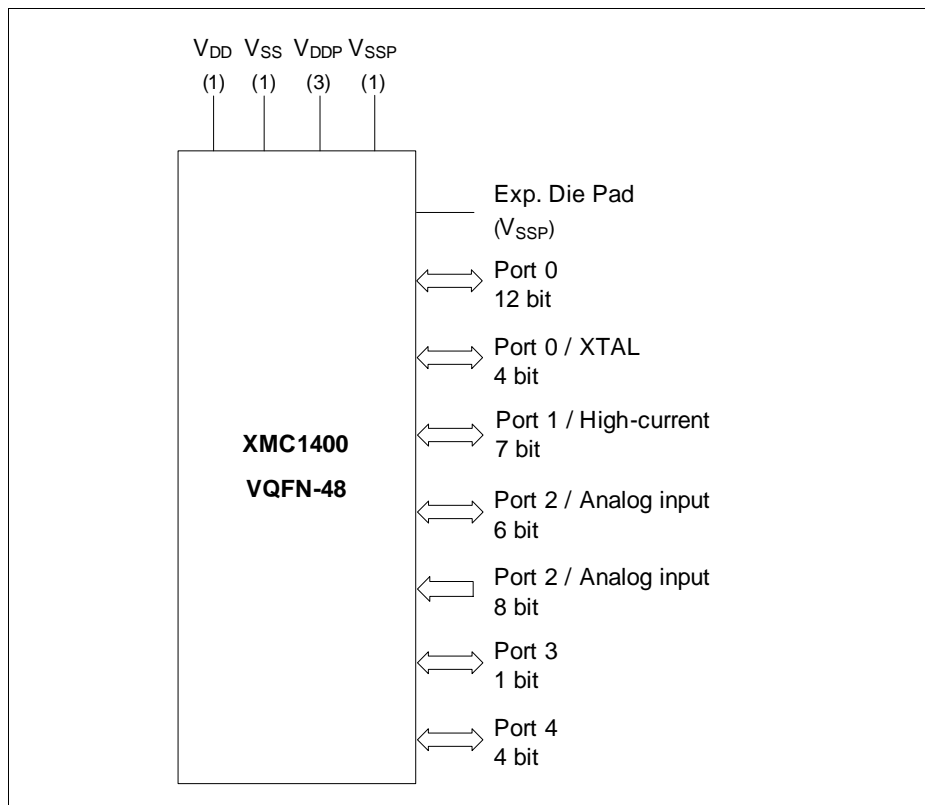 VDD VSS VDDP VSSP
(1) (1) (3) (1)
Exp. Die Pad
(VSSP)
Port 0
12 bit
Port 0 / XTAL
4 bit
Port 1 / High-current
7 bit
XMC1400
VQFN-48
Port 2 / Analog input
6 bit
Port 2 / Analog input
8 bit
Port 3
1 bit
Port 4
4 bit